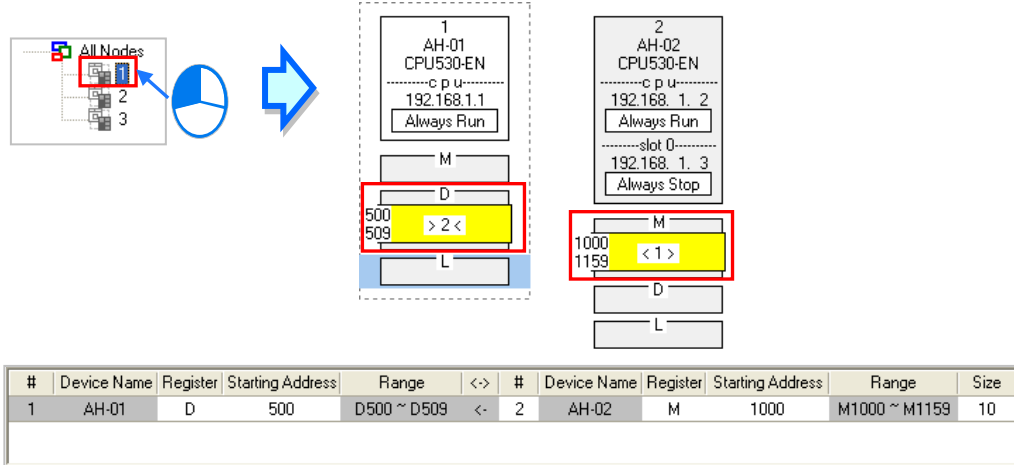 All Nodes
1
2
3
1
AH-01
CPU530-EN
--------c p u--------
192.168.1.1
Always Run
M
D
500
509
> 2 <
L
2
AH-02
CPU530-EN
--------c p u--------
192.168. 1. 2
Always Run
---------slot 0---------
192.168. 1. 3
Always Stop
M
1000
1159
< 1 >
D
L
# Device Name Register Starting Address Range <-> # Device Name Register Starting Address Range Size
1 AH-01 D 500 D500 ~ D509 <- 2 AH-02 M 1000 M1000 ~ M1159 10